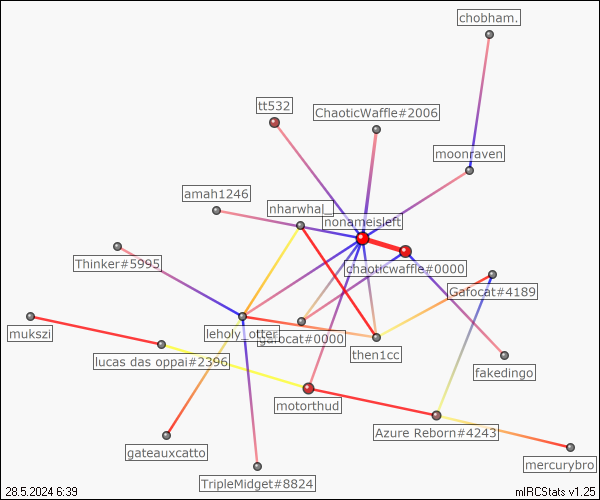 chobham.
tt532
ChaoticWaffle#2006
moonraven
amah1246
nharwhal_
nonameisleft
Thinker#5995
chaoticwaffle#0000
Gafocat#4189
mukszi
leholy_otter
gafocat#0000
then1cc
lucas das oppai#2396
fakedingo
motorthud
Azure Reborn#4243
gateauxcatto
mercurybro
TripleMidget#8824
28.5.2024 6:39
mIRCStats v1.25